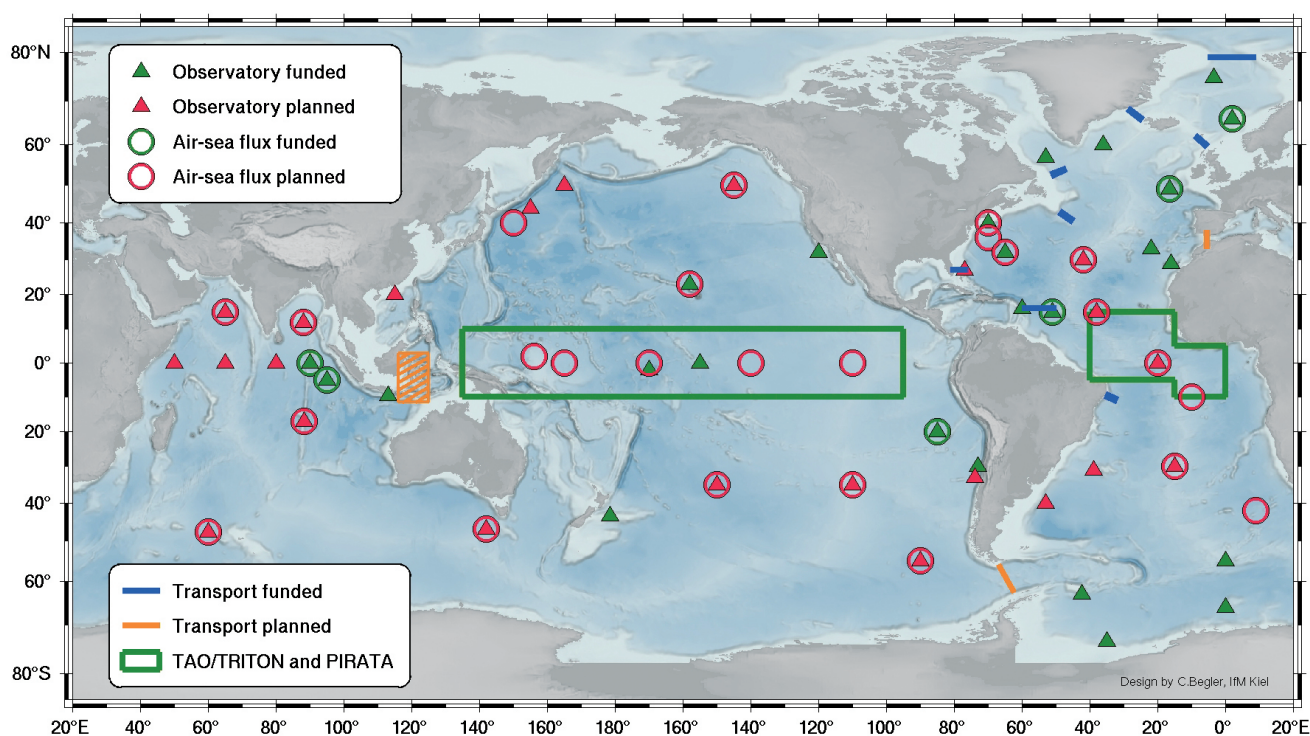 80°N
60°
40°
20°
0°
20°
40°
60°
80°S
Observatory funded
Observatory planned
Air-sea flux funded
Air-sea flux planned
Transport funded
Transport planned
TAO/TRITON and PIRATA
Design by C.Begler, IfM Kiel
20°E 40° 60° 80° 100° 120° 140° 160° 180° 160° 140° 120° 100° 80° 60° 40° 20° 0° 20°E